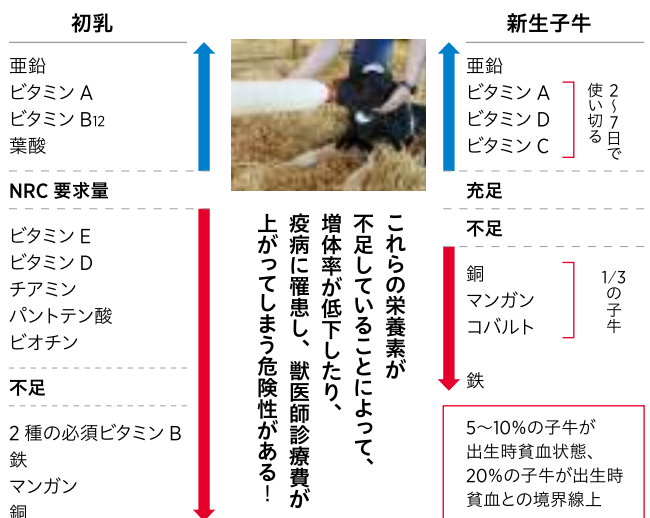 初乳
亜鉛
ビタミン A
ビタミン B12
葉酸
NRC 要求量
ビタミン E
ビタミン D
チアミン
パントテン酸
ビオチン
不足
2 種の必須ビタミン B
鉄
マンガン
銅
これらの栄養素が
不足していることによって、
増体率が低下したり、
疫病に罹患し、獣医師診療費が
上がってしまう危険性がある！
新生子牛
亜鉛
ビタミン A
ビタミン D
ビタミン C
2～7日で
使い切る
充足
不足
銅
マンガン
コバルト
1/3
の子牛
鉄
5～10%の子牛が
出生時貧血状態、
20%の子牛が出生時
貧血との境界線上